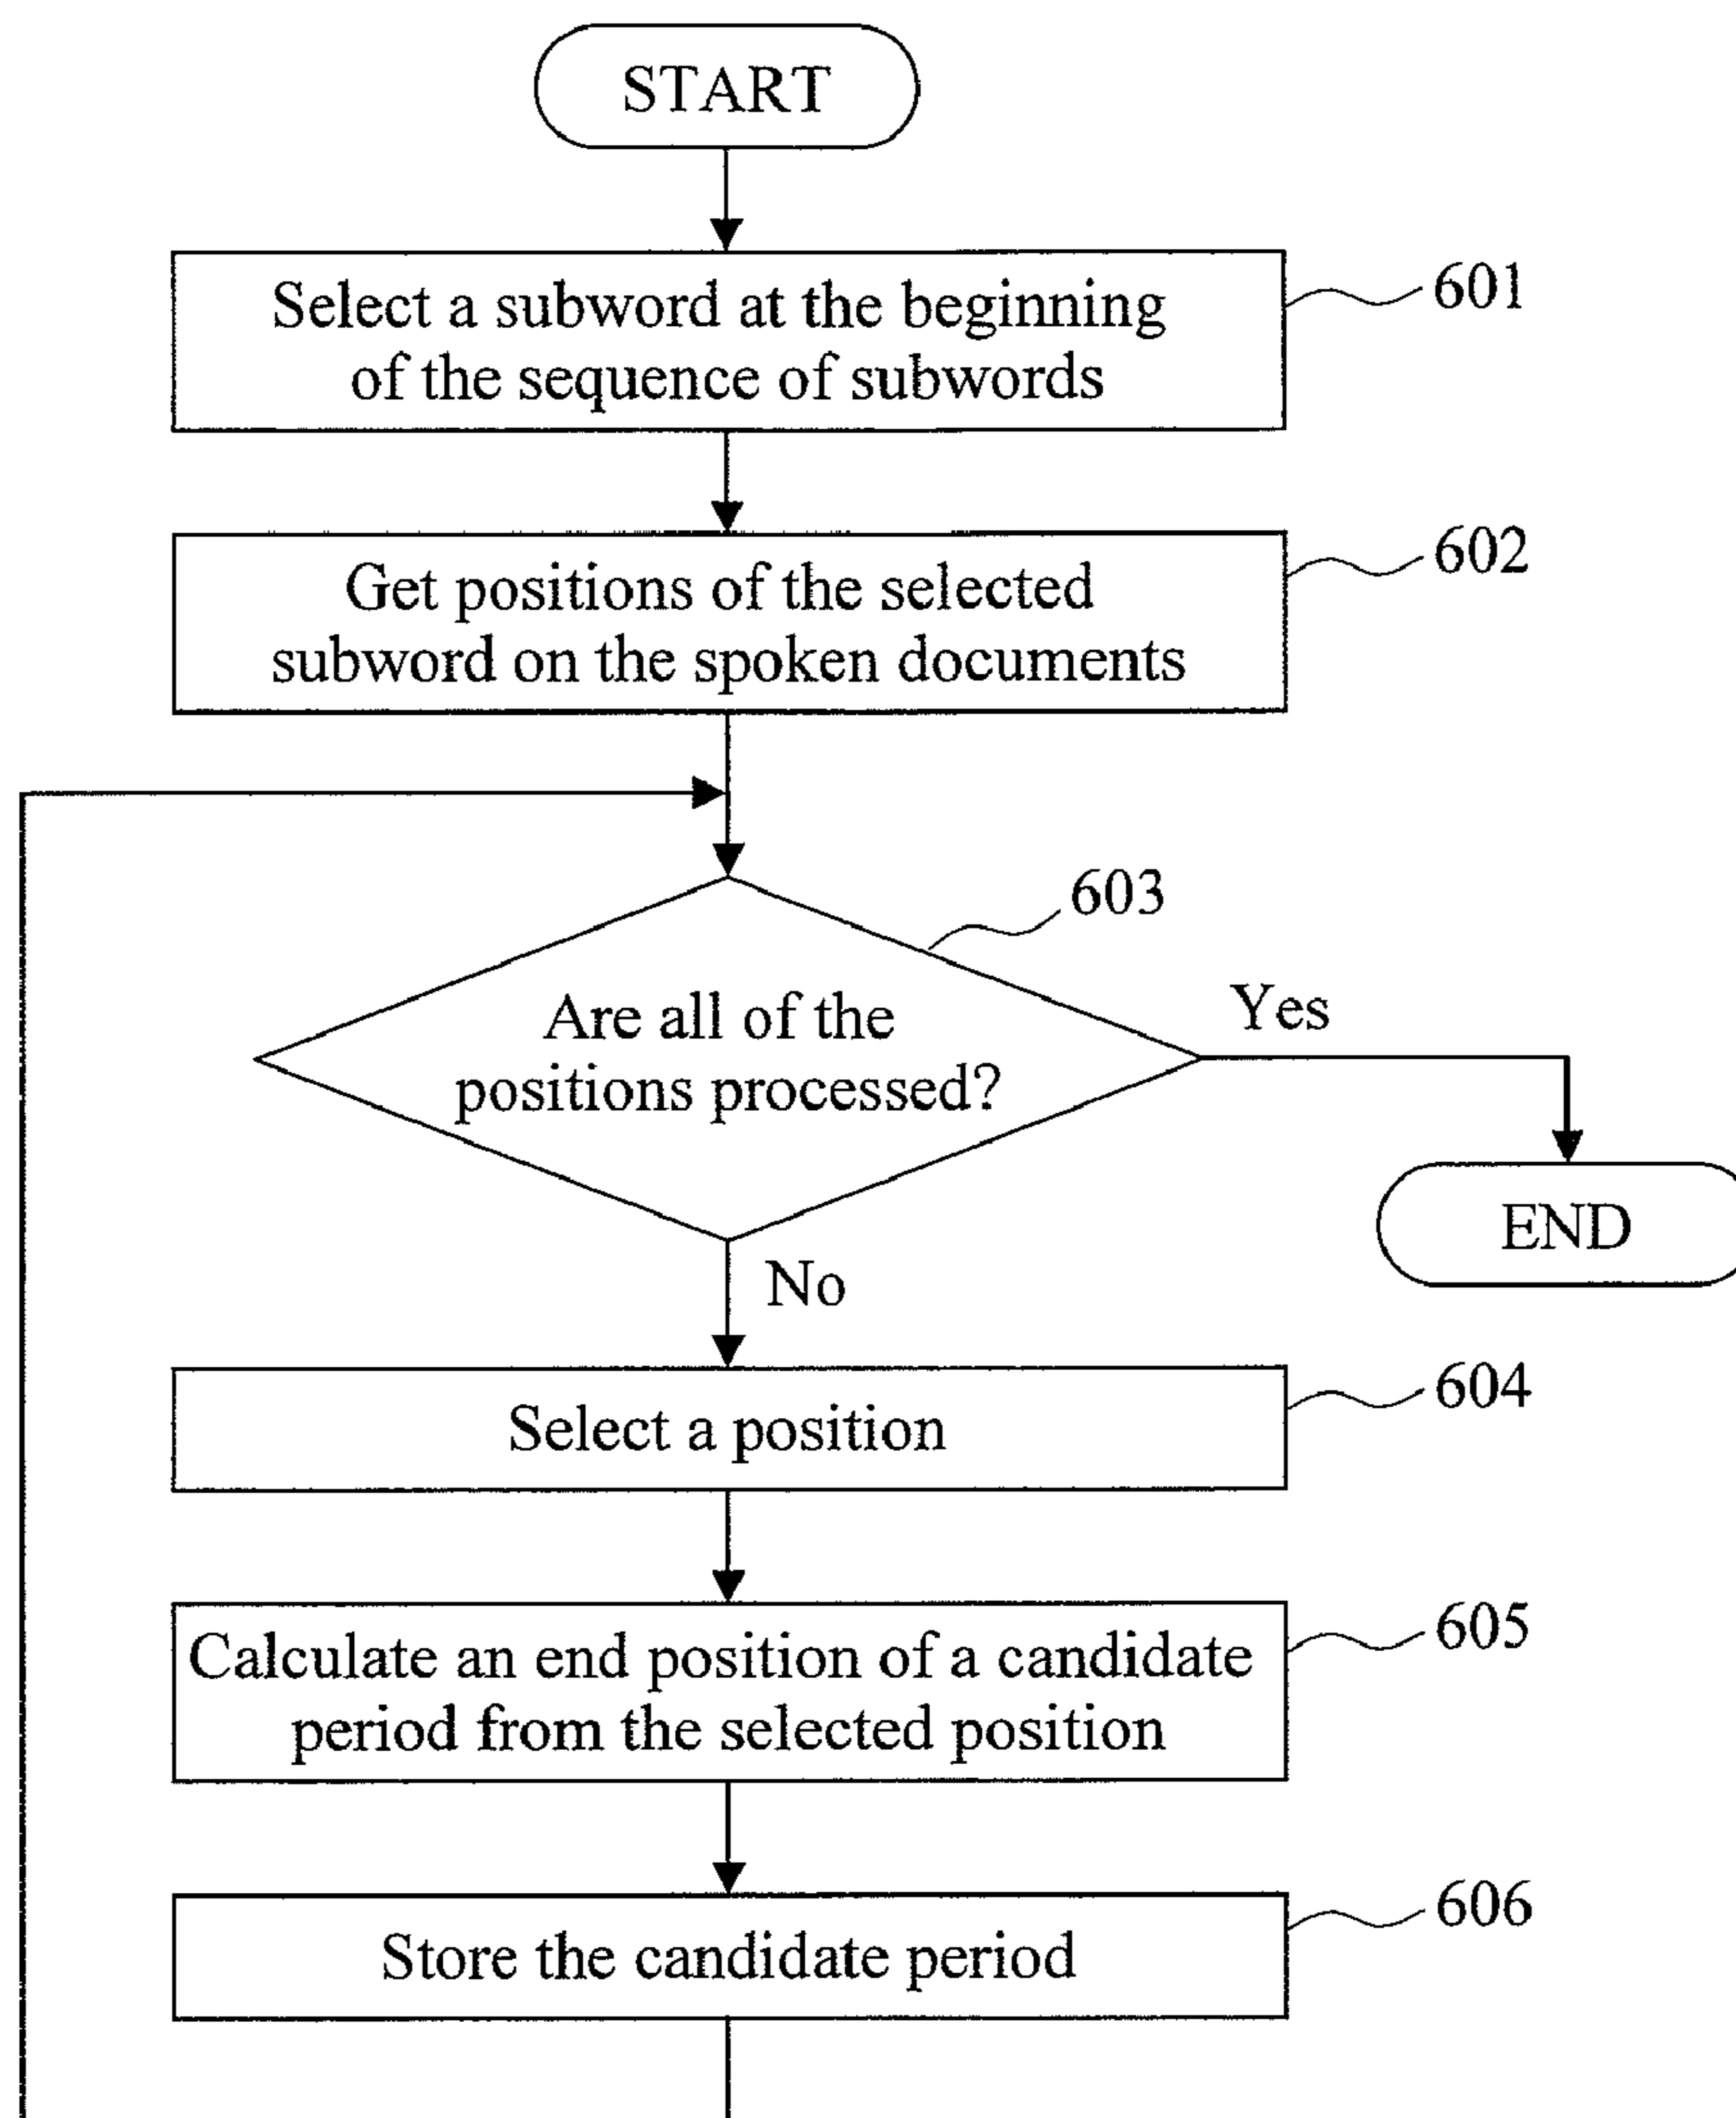 START
Select a subword at the beginning
of the sequence of subwords
601
Get positions of the selected
subword on the spoken documents
602
603
Are all of the
positions processed?
Yes
END
No
Select a position
604
Calculate an end position of a candidate
period from the selected position
605
Store the candidate period
606